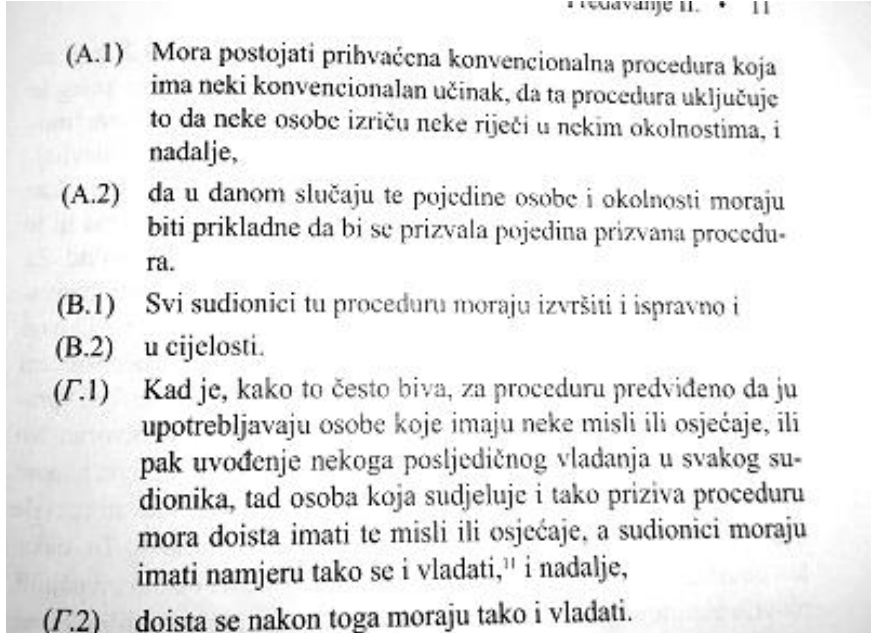 Predavanje II. • 11
(A.1) Mora postojati prihvaćena konvencionalna procedura koja
ima neki konvencionalan učinak, da ta procedura uključuje
to da neke osobe izriču neke riječi u nekim okolnostima, i
nadalje,
(A.2) da u danom slučaju te pojedine osobe i okolnosti moraju
biti prikladne da bi se prizvala pojedina prizvana procedu-
ra.
(B.1) Svi sudionici tu proceduru moraju izvršiti i ispravno i
(B.2) u cijelosti.
(Γ.1) Kad je, kako to često biva, za proceduru predviđeno da ju
upotrebljavaju osobe koje imaju neke misli ili osjećaje, ili
pak uvođenje nekoga posljedičnog vladanja u svakog su-
dionika, tad osoba koja sudjeluje i tako priziva proceduru
mora doista imati te misli ili osjećaje, a sudionici moraju
imati namjeru tako se i vladati,¹¹ i nadalje,
(Γ.2) doista se nakon toga moraju tako i vladati.